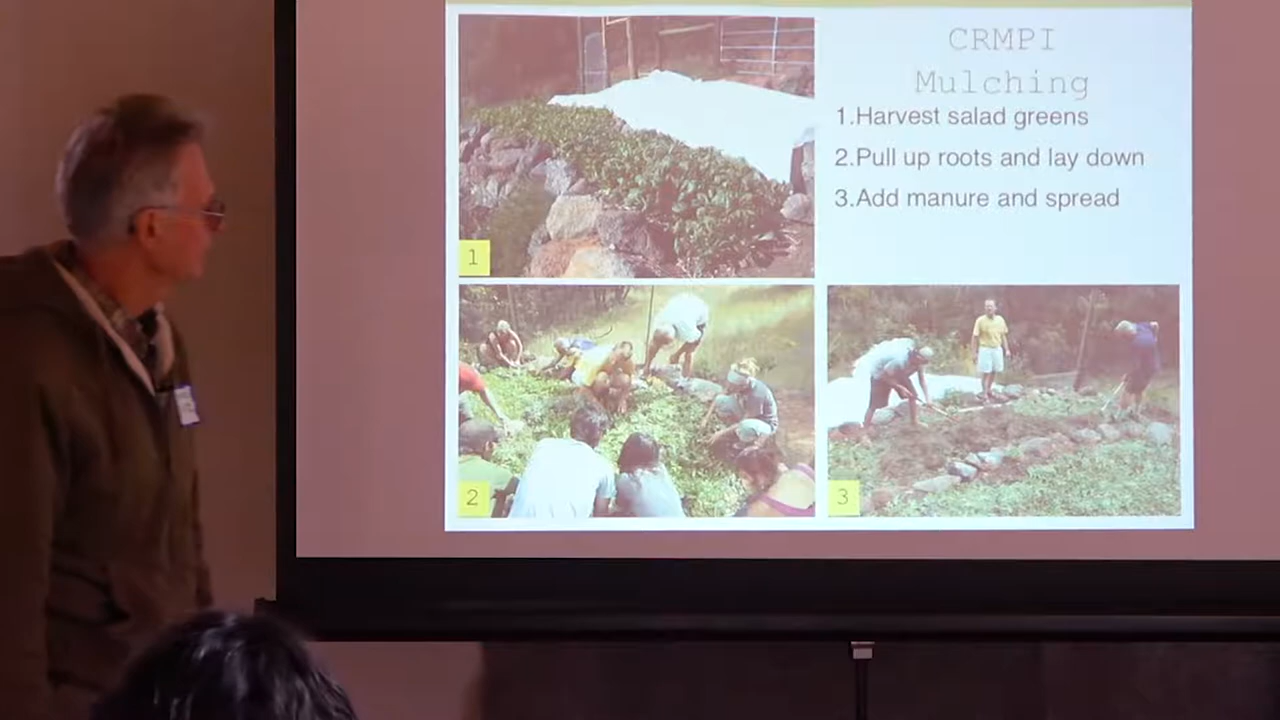 CRMPI
Mulching
1.Harvest salad greens
2.Pull up roots and lay down
3.Add manure and spread
1
2
3